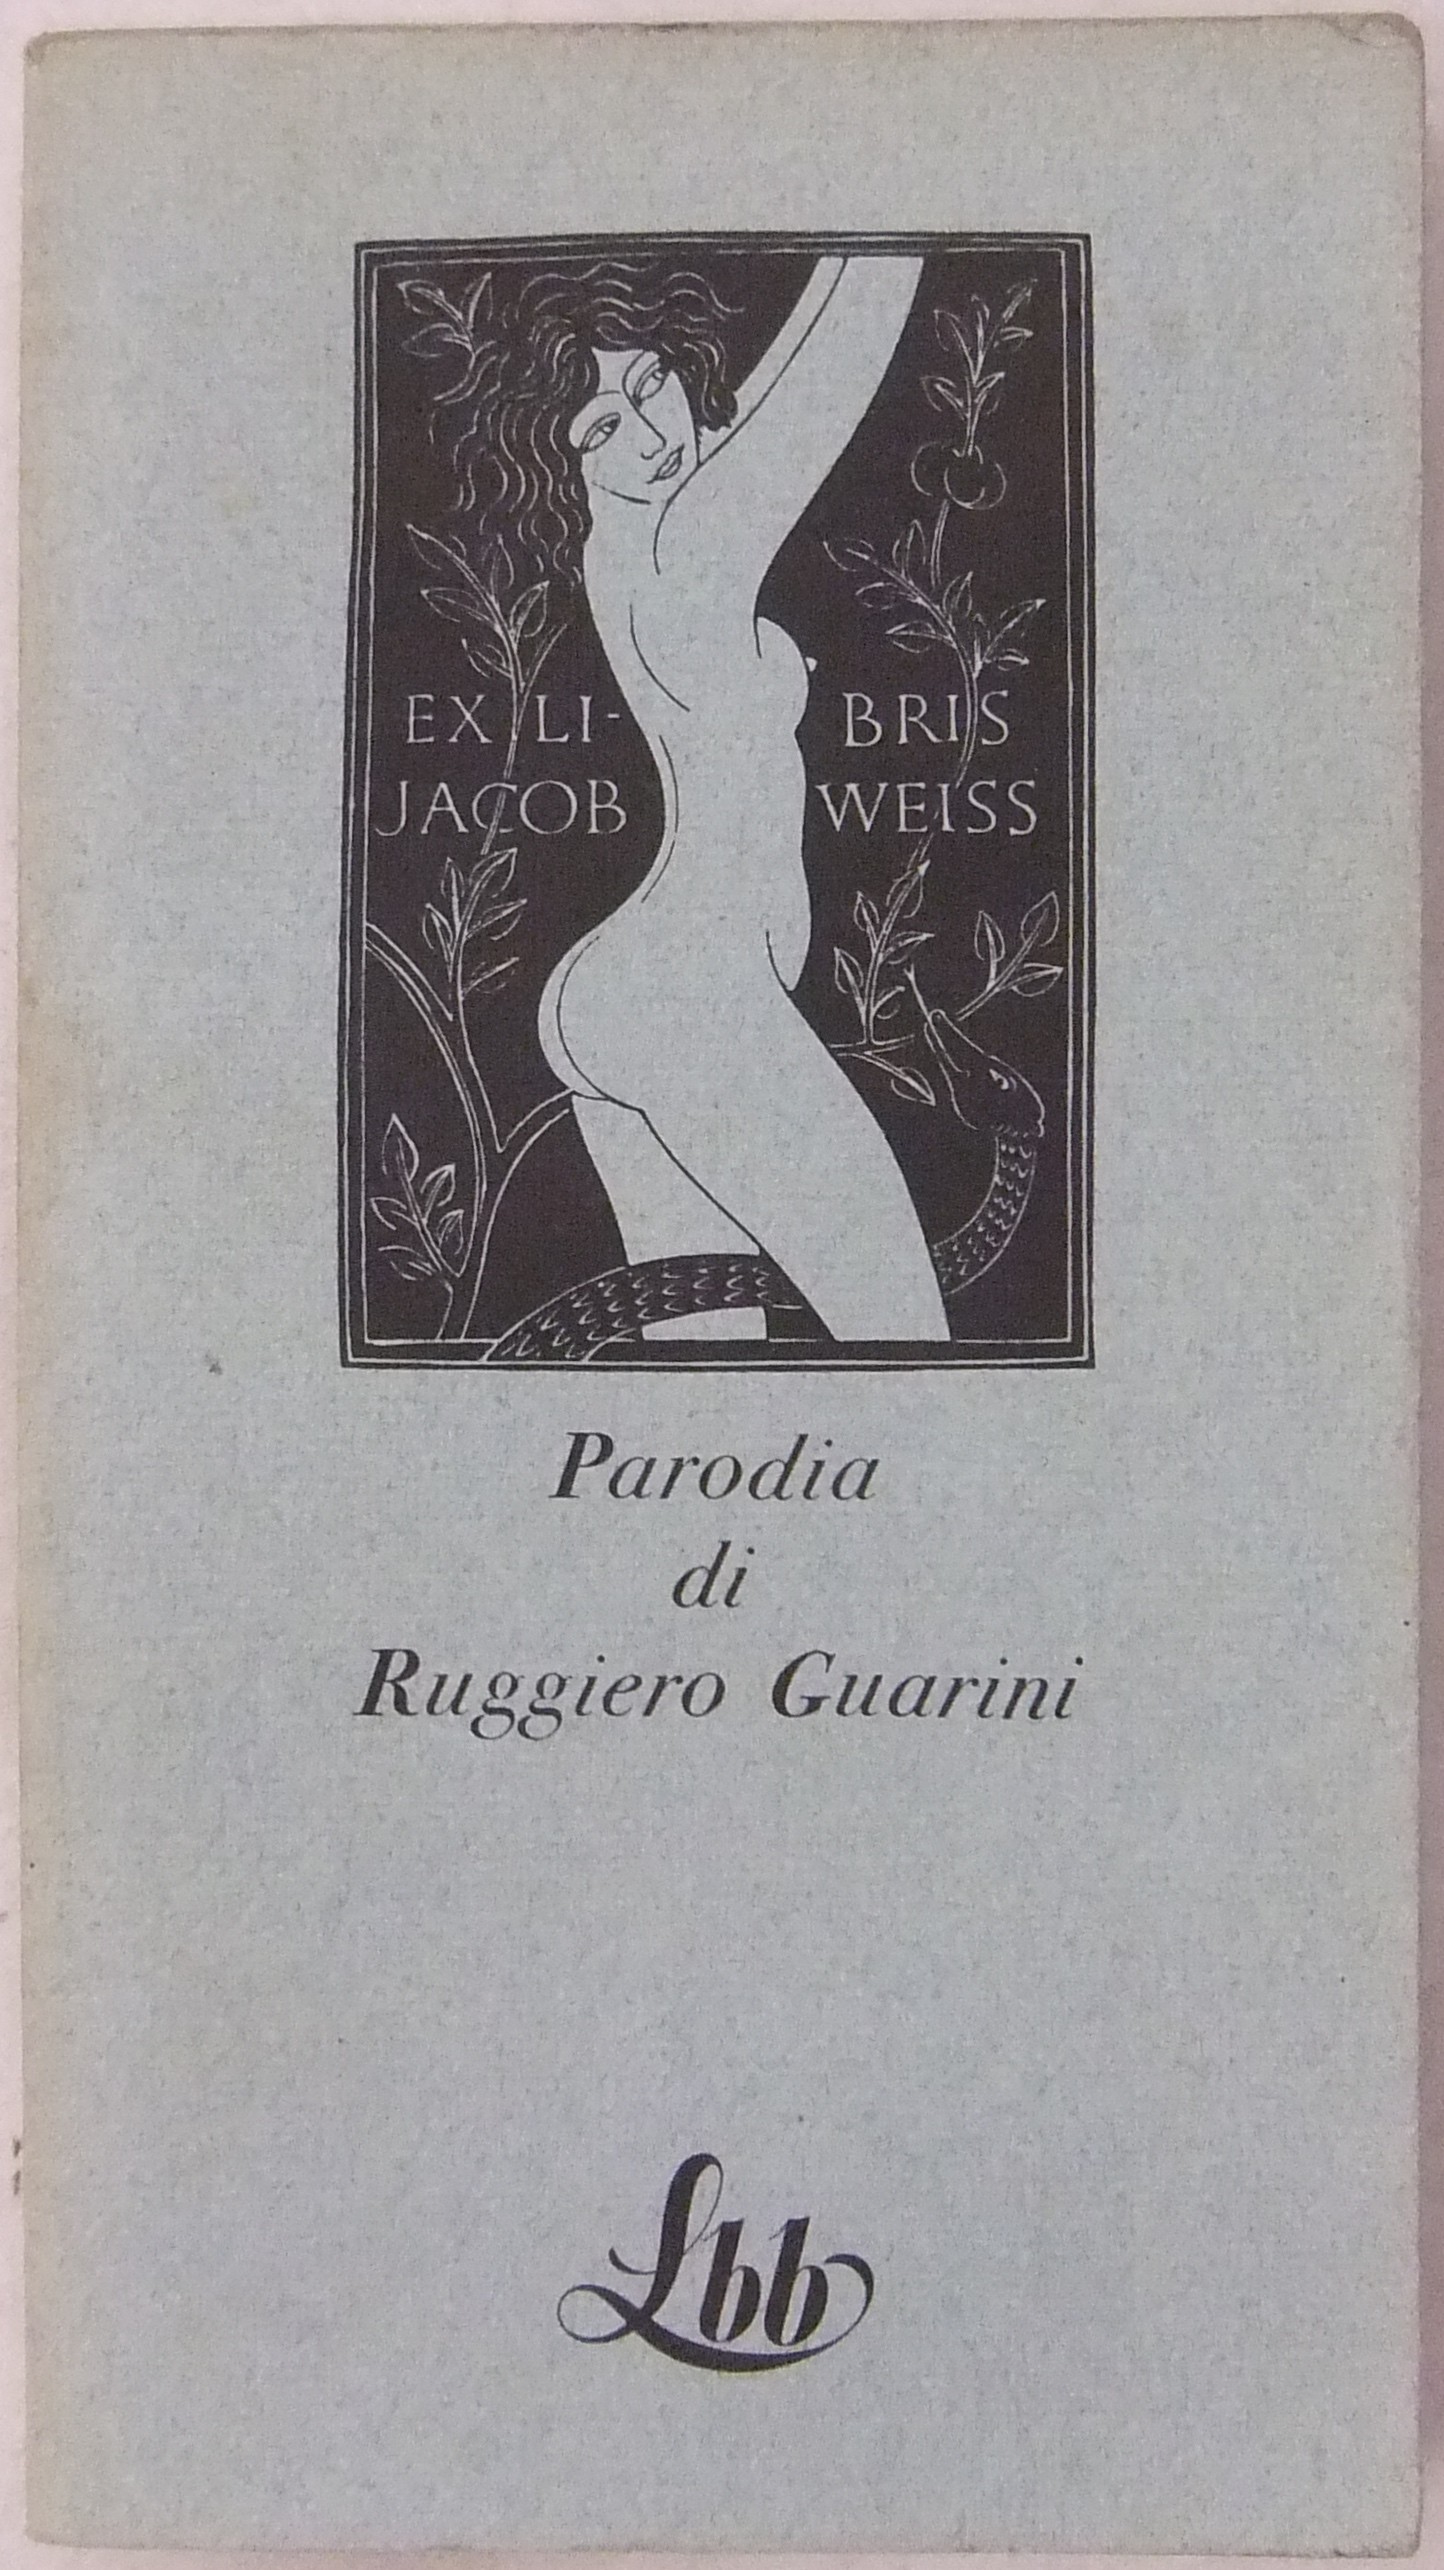 EX LI- BRIS
JACOB WEISS
Parodia
di
Ruggiero Guarini
Lbb